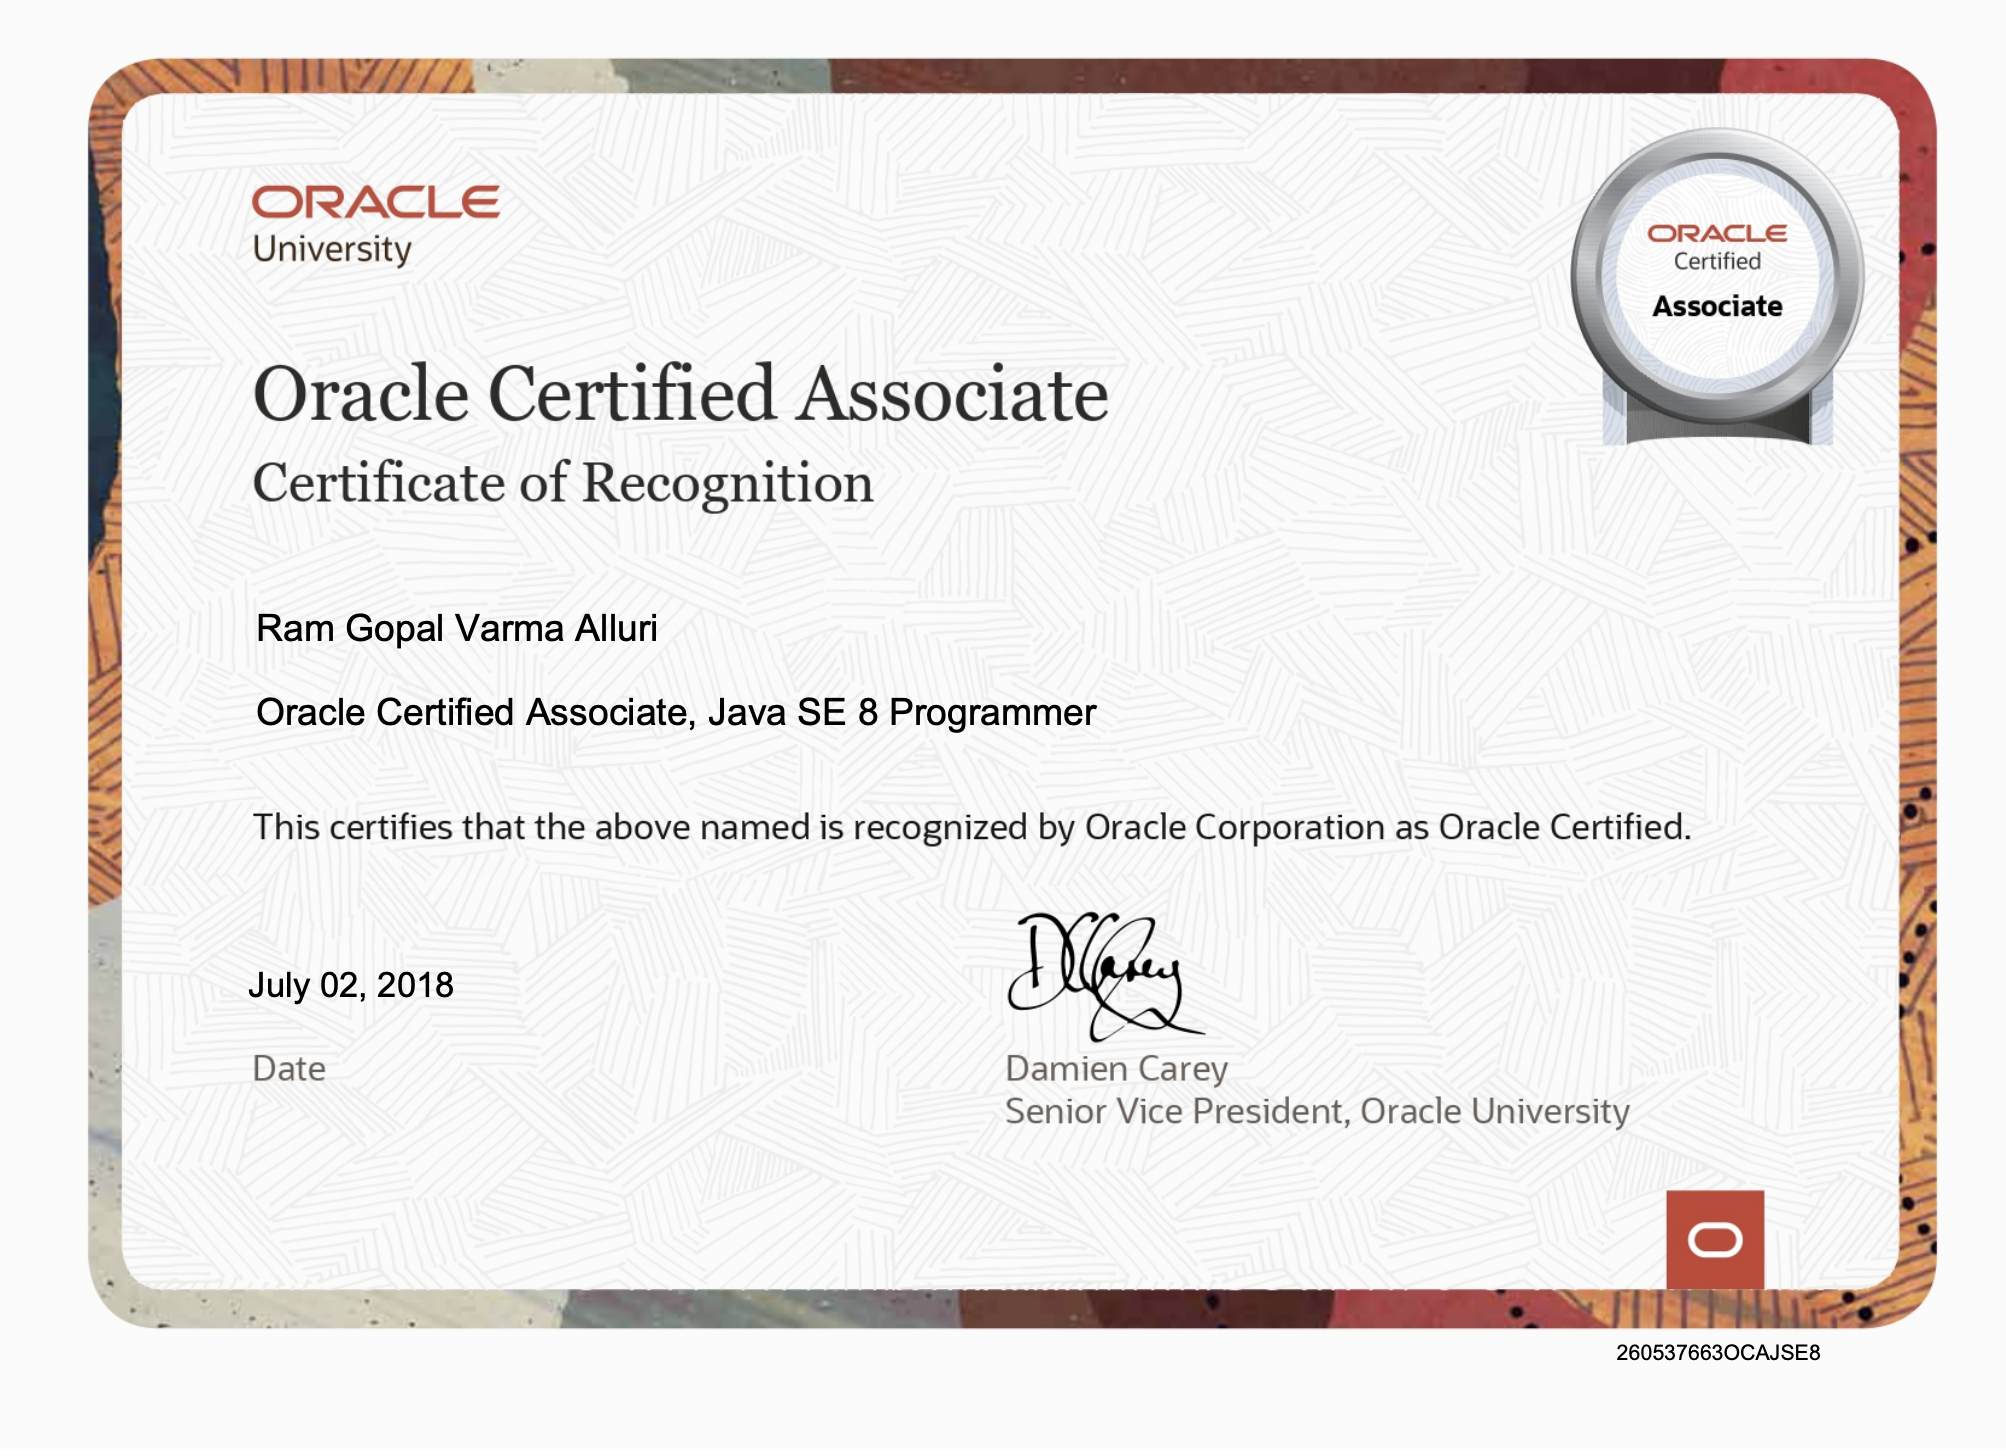 ORACLE
University
ORACLE
Certified
Associate
Oracle Certified Associate
Certificate of Recognition
Ram Gopal Varma Alluri
Oracle Certified Associate, Java SE 8 Programmer
This certifies that the above named is recognized by Oracle Corporation as Oracle Certified.
July 02, 2018
Date
Damien Carey
Senior Vice President, Oracle University
260537663OCAJSE8